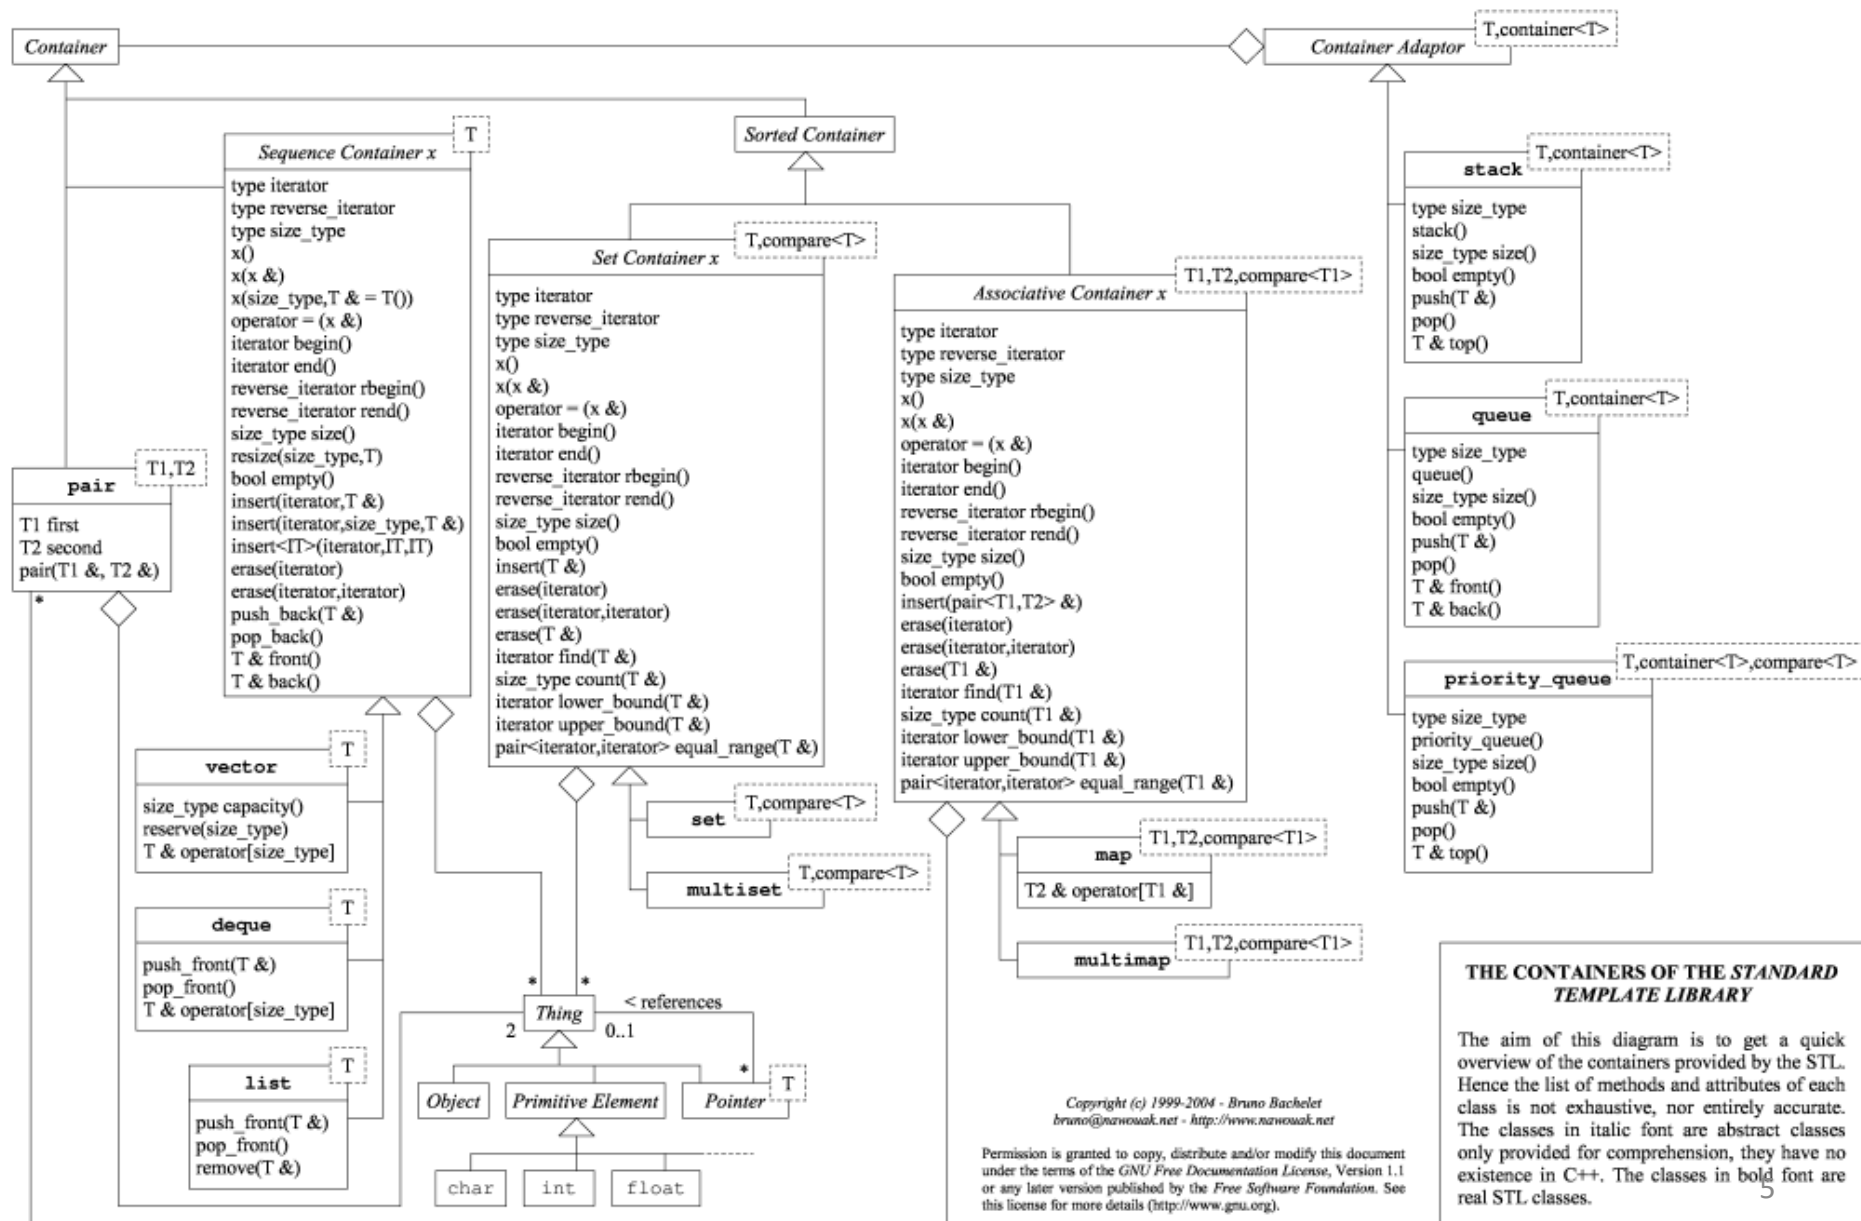 Container
Container Adaptor
T,container<T>
Sequence Container x
T
type iterator
type reverse_iterator
type size_type
x()
x(x &)
x(size_type,T & = T())
operator = (x &)
iterator begin()
iterator end()
reverse_iterator rbegin()
reverse_iterator rend()
size_type size()
resize(size_type,T)
bool empty()
insert(iterator,T &)
insert(iterator,size_type,T &)
insert<IT>(iterator,IT,IT)
erase(iterator)
erase(iterator,iterator)
push_back(T &)
pop_back()
T & front()
T & back()
Sorted Container
Set Container x
T,compare<T>
type iterator
type reverse_iterator
type size_type
x()
x(x &)
operator = (x &)
iterator begin()
iterator end()
reverse_iterator rbegin()
reverse_iterator rend()
size_type size()
bool empty()
insert(T &)
erase(iterator)
erase(iterator,iterator)
erase(T &)
iterator find(T &)
size_type count(T &)
iterator lower_bound(T &)
iterator upper_bound(T &)
pair<iterator,iterator> equal_range(T &)
Associative Container x
T1,T2,compare<T1>
type iterator
type reverse_iterator
type size_type
x()
x(x &)
operator = (x &)
iterator begin()
iterator end()
reverse_iterator rbegin()
reverse_iterator rend()
size_type size()
bool empty()
insert(pair<T1,T2> &)
erase(iterator)
erase(iterator,iterator)
erase(T1 &)
iterator find(T1 &)
size_type count(T1 &)
iterator lower_bound(T1 &)
iterator upper_bound(T1 &)
pair<iterator,iterator> equal_range(T1 &)
stack
T,container<T>
type size_type
stack()
size_type size()
bool empty()
push(T &)
pop()
T & top()
queue
T,container<T>
type size_type
queue()
size_type size()
bool empty()
push(T &)
pop()
T & front()
T & back()
priority_queue
T,container<T>,compare<T>
type size_type
priority_queue()
size_type size()
bool empty()
push(T &)
pop()
T & top()
pair
T1,T2
T1 first
T2 second
pair(T1 &, T2 &)
*
vector
T
size_type capacity()
reserve(size_type)
T & operator[size_type]
deque
T
push_front(T &)
pop_front()
T & operator[size_type]
list
T
push_front(T &)
pop_front()
remove(T &)
set
T,compare<T>
multiset
T,compare<T>
map
T1,T2,compare<T1>
T2 & operator[T1 &]
multimap
T1,T2,compare<T1>
* *
Thing
< references
2 0..1
*
Object
Primitive Element
Pointer
T
char
int
float
Copyright (c) 1999-2004 - Bruno Bachelet
bruno@nawouak.net - http://www.nawouak.net
Permission is granted to copy, distribute and/or modify this document
under the terms of the GNU Free Documentation License, Version 1.1
or any later version published by the Free Software Foundation. See
this license for more details (http://www.gnu.org).
THE CONTAINERS OF THE STANDARD
TEMPLATE LIBRARY
The aim of this diagram is to get a quick
overview of the containers provided by the STL.
Hence the list of methods and attributes of each
class is not exhaustive, nor entirely accurate.
The classes in italic font are abstract classes
only provided for comprehension, they have no
existence in C++. The classes in bold font are
real STL classes.
5